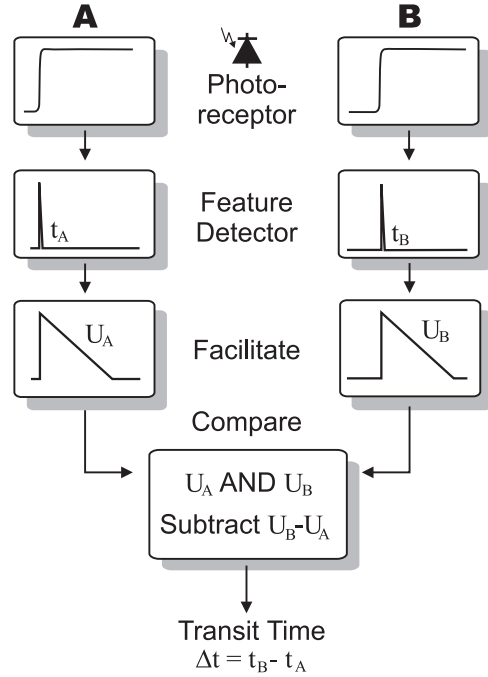 A
B
Photo-
receptor
t_A
Feature
Detector
t_B
U_A
Facilitate
U_B
Compare
U_A AND U_B
Subtract U_B-U_A
Transit Time
Δt = t_B- t_A